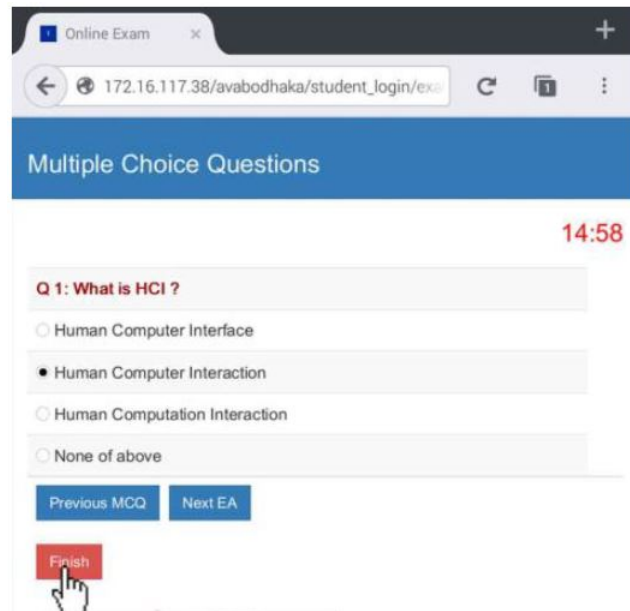 Online Exam
172.16.117.38/avabodhaka/student_login/exa
1
Multiple Choice Questions
14:58
Q 1: What is HCI ?
Human Computer Interface
Human Computer Interaction
Human Computation Interaction
None of above
Previous MCQ Next EA
Finish